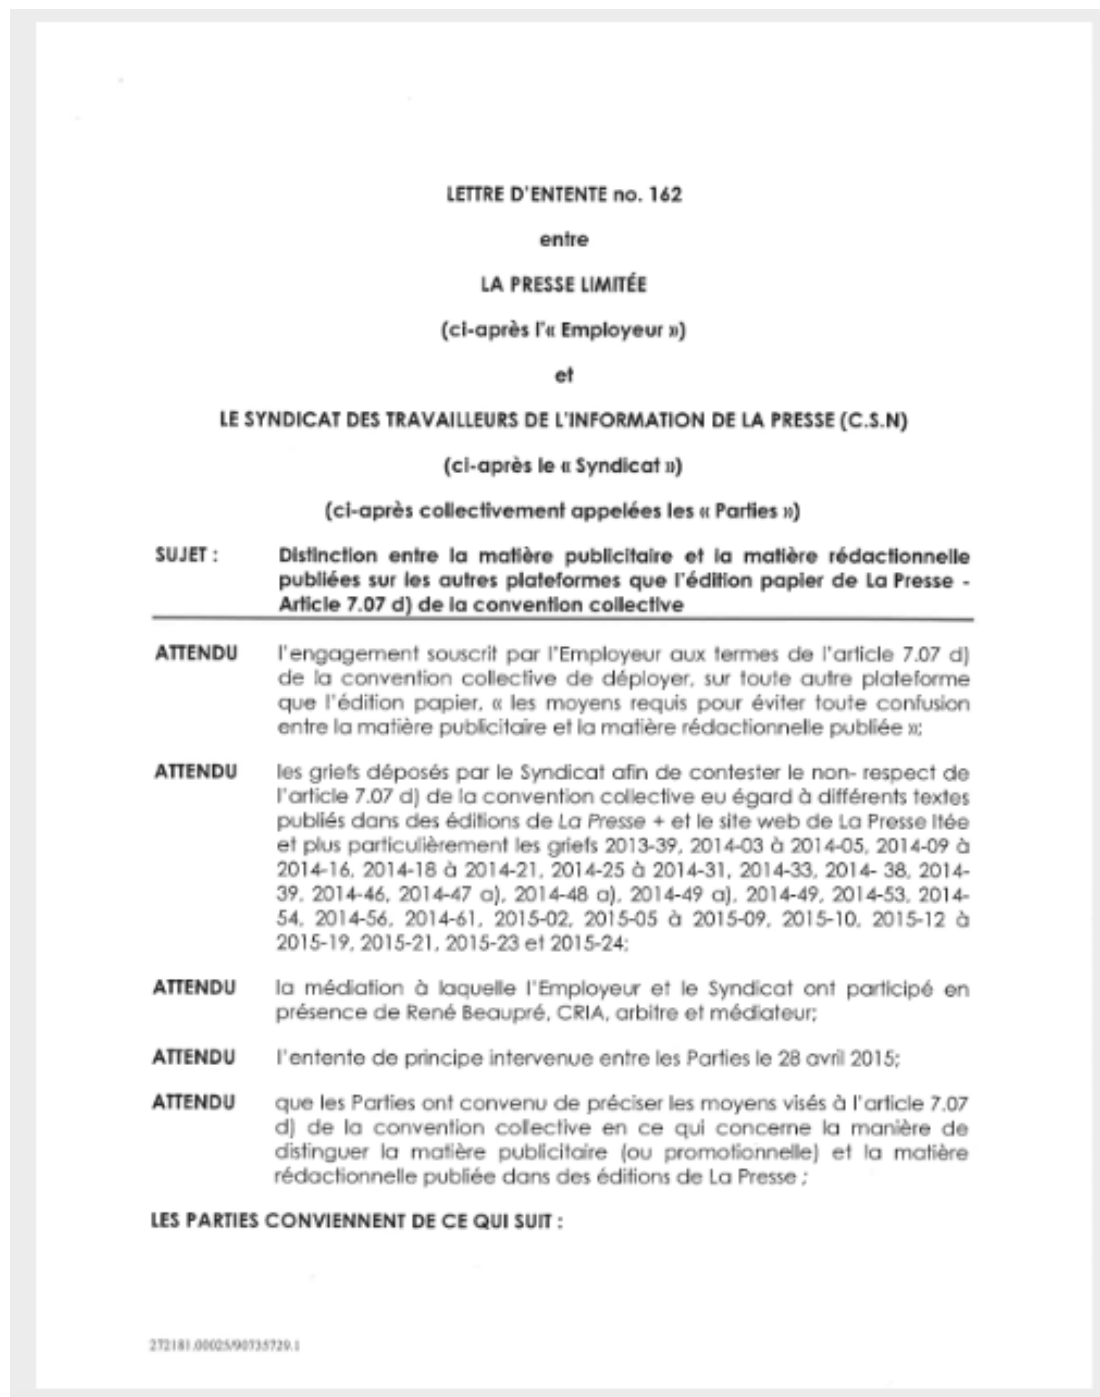 LETTRE D'ENTENTE no. 162
entre
LA PRESSE LIMITÉE
(ci-après l'« Employeur »)
et
LE SYNDICAT DES TRAVAILLEURS DE L'INFORMATION DE LA PRESSE (C.S.N)
(ci-après le « Syndicat »)
(ci-après collectivement appelées les « Parties »)
SUJET : Distinction entre la matière publicitaire et la matière rédactionnelle
publiées sur les autres plateformes que l'édition papier de La Presse -
Article 7.07 d) de la convention collective
ATTENDU l'engagement souscrit par l'Employeur aux termes de l'article 7.07 d)
de la convention collective de déployer, sur toute autre plateforme
que l'édition papier, « les moyens requis pour éviter toute confusion
entre la matière publicitaire et la matière rédactionnelle publiée »;
ATTENDU les griefs déposés par le Syndicat afin de contester le non- respect de
l'article 7.07 d) de la convention collective eu égard à différents textes
publiés dans des éditions de La Presse + et le site web de La Presse ltée
et plus particulièrement les griefs 2013-39, 2014-03 à 2014-05, 2014-09 à
2014-16, 2014-18 à 2014-21, 2014-25 à 2014-31, 2014-33, 2014- 38, 2014-
39, 2014-46, 2014-47 a), 2014-48 a), 2014-49 a), 2014-49, 2014-53, 2014-
54, 2014-56, 2014-61, 2015-02, 2015-05 à 2015-09, 2015-10, 2015-12 à
2015-19, 2015-21, 2015-23 et 2015-24;
ATTENDU la médiation à laquelle l'Employeur et le Syndicat ont participé en
présence de René Beaupré, CRIA, arbitre et médiateur;
ATTENDU l'entente de principe intervenue entre les Parties le 28 avril 2015;
ATTENDU que les Parties ont convenu de préciser les moyens visés à l'article 7.07
d) de la convention collective en ce qui concerne la manière de
distinguer la matière publicitaire (ou promotionnelle) et la matière
rédactionnelle publiée dans des éditions de La Presse ;
LES PARTIES CONVIENNENT DE CE QUI SUIT :
272181.00025/90735729.1